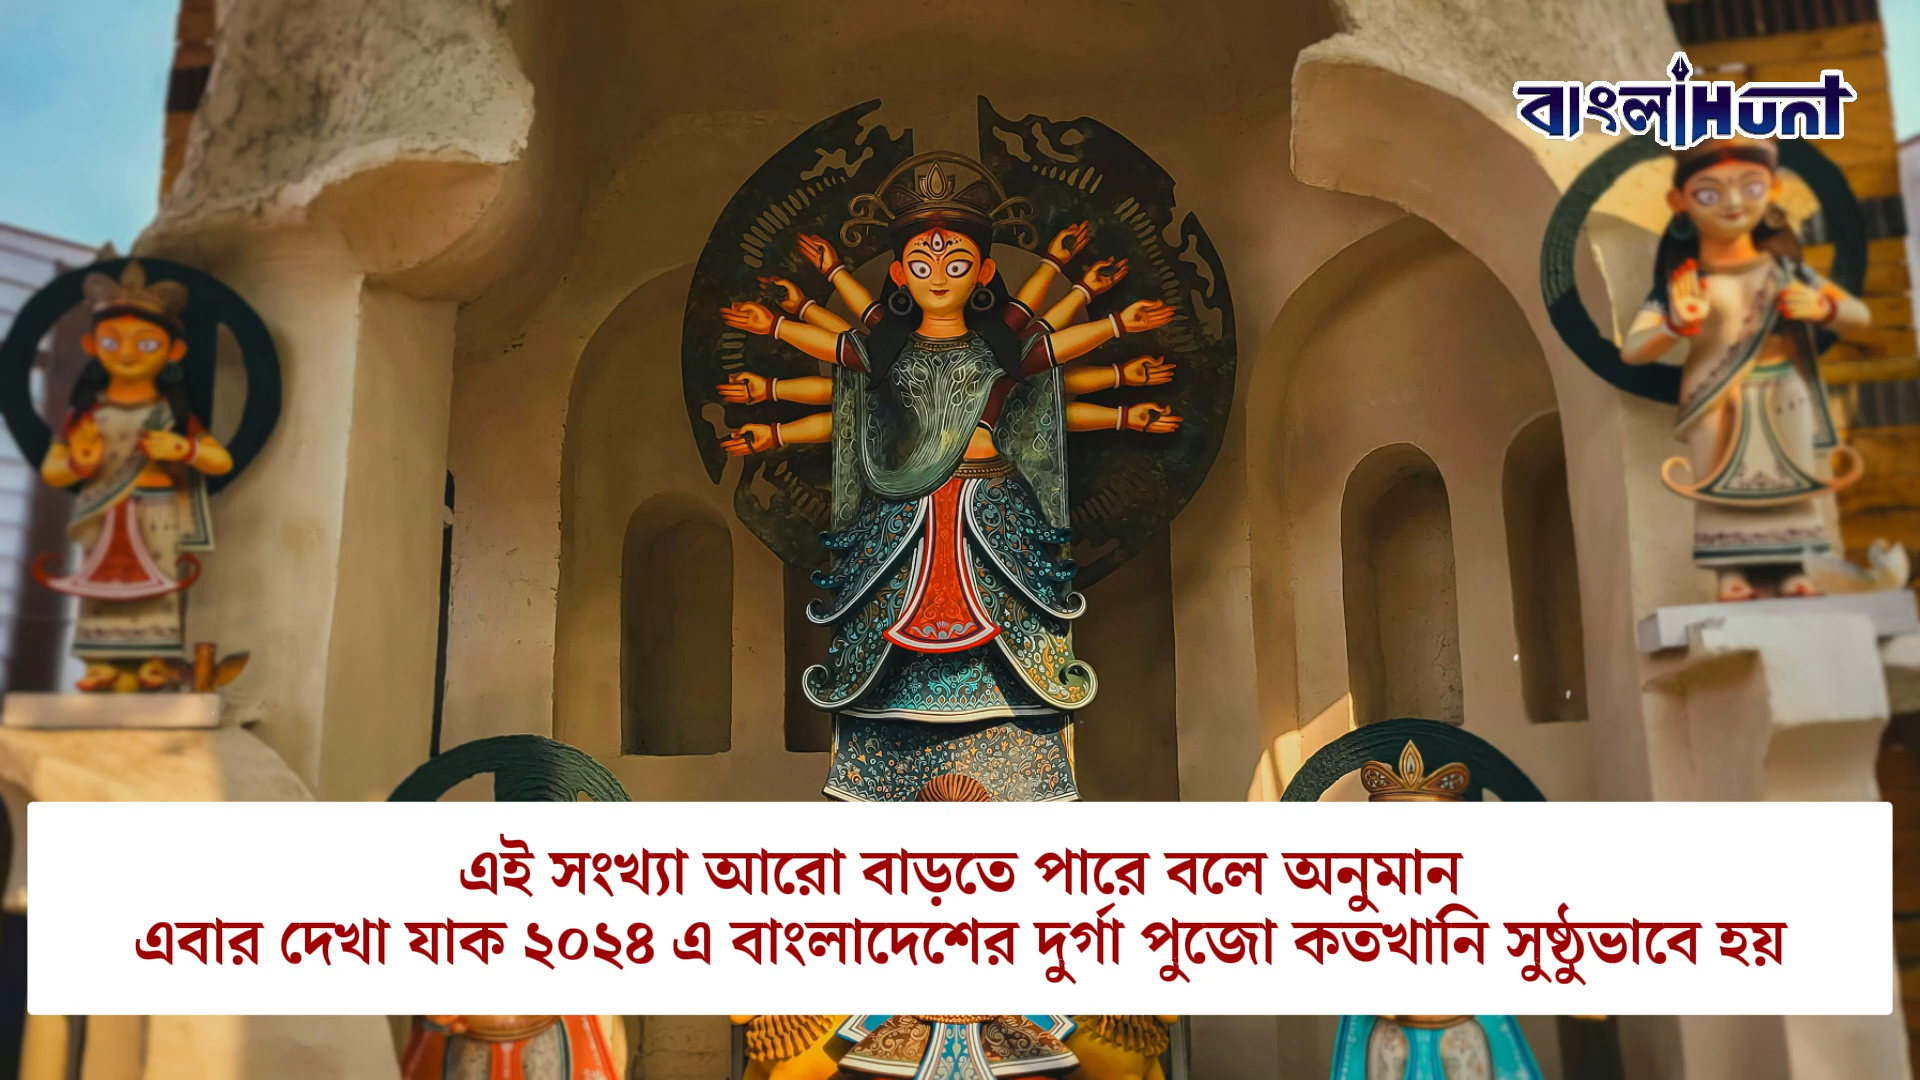 বাংলাHunt
এই সংখ্যা আরো বাড়তে পারে বলে অনুমান
এবার দেখা যাক ২০২৪ এ বাংলাদেশের দুর্গা পুজো কতখানি সুষ্ঠুভাবে হয়